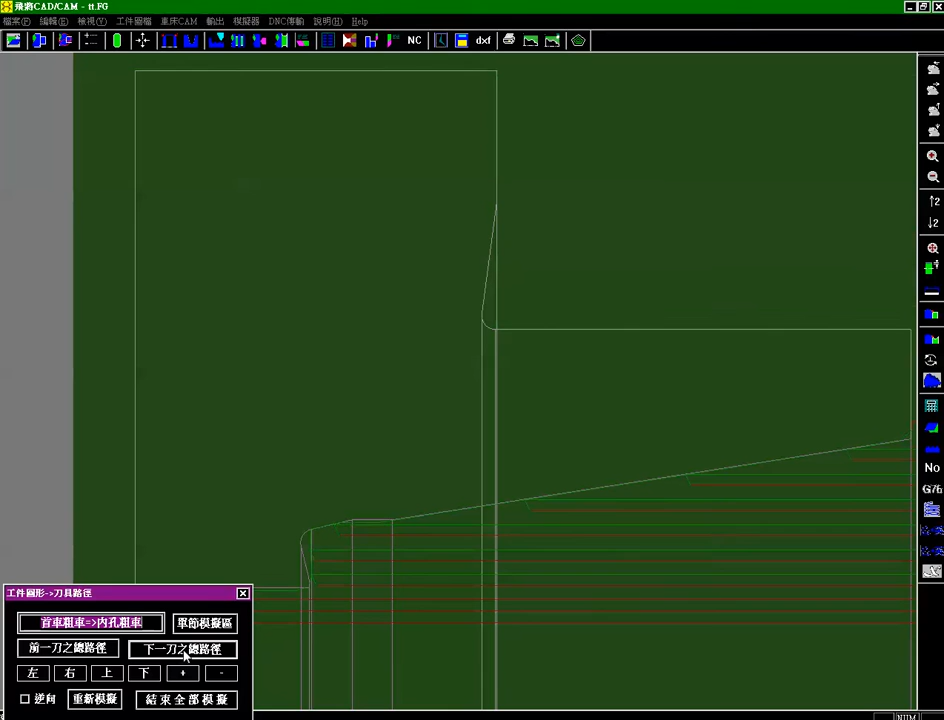 飛將CAD/CAM - tt.FG
檔案(F) 編輯(E) 檢視(V) 工件圖檔 車床CAM 輸出 模擬器 DNC傳輸 說明(H) Help
NC dxf
2
2
No
G76
工件圖形->刀具路徑
首車粗車=>內孔粗車 單節模擬區
前一刀之總路徑 下一刀之總路徑
左 右 上 下 + -
逆向 重新模擬 結束全部模擬
NUM